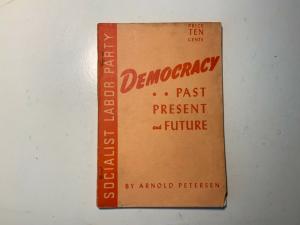 PRICE
TEN
CENTS
SOCIALIST LABOR PARTY
DEMOCRACY
• • PAST
PRESENT
and FUTURE
BY ARNOLD PETERSEN